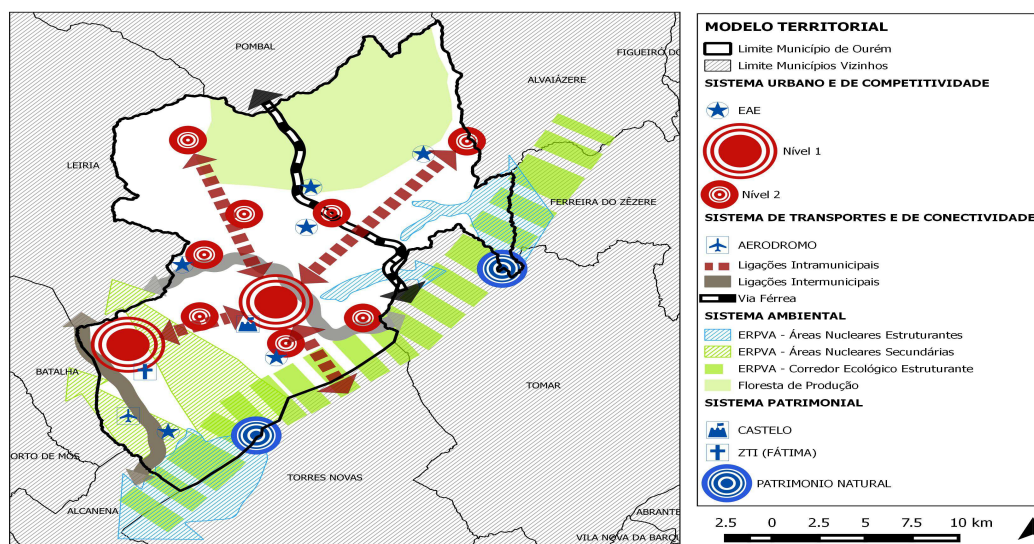 POMBAL
FIGUEIRÓ DO
ALVAIÁZERE
LEIRIA
FERREIRA DO ZÊZERE
BATALHA
TOMAR
ORTO DE MÓS
TORRES NOVAS
ALCANENA
ABRANTE
VILA NOVA DA BARQU
MODELO TERRITORIAL
Limite Município de Ourém
Limite Municípios Vizinhos
SISTEMA URBANO E DE COMPETITIVIDADE
EAE
Nível 1
Nível 2
SISTEMA DE TRANSPORTES E DE CONECTIVIDADE
AERODROMO
Ligações Intramunicipais
Ligações Intermunicipais
Via Férrea
SISTEMA AMBIENTAL
ERPVA - Áreas Nucleares Estruturantes
ERPVA - Áreas Nucleares Secundárias
ERPVA - Corredor Ecológico Estruturante
Floresta de Produção
SISTEMA PATRIMONIAL
CASTELO
ZTI (FÁTIMA)
PATRIMONIO NATURAL
2.5 0 2.5 5 7.5 10 km